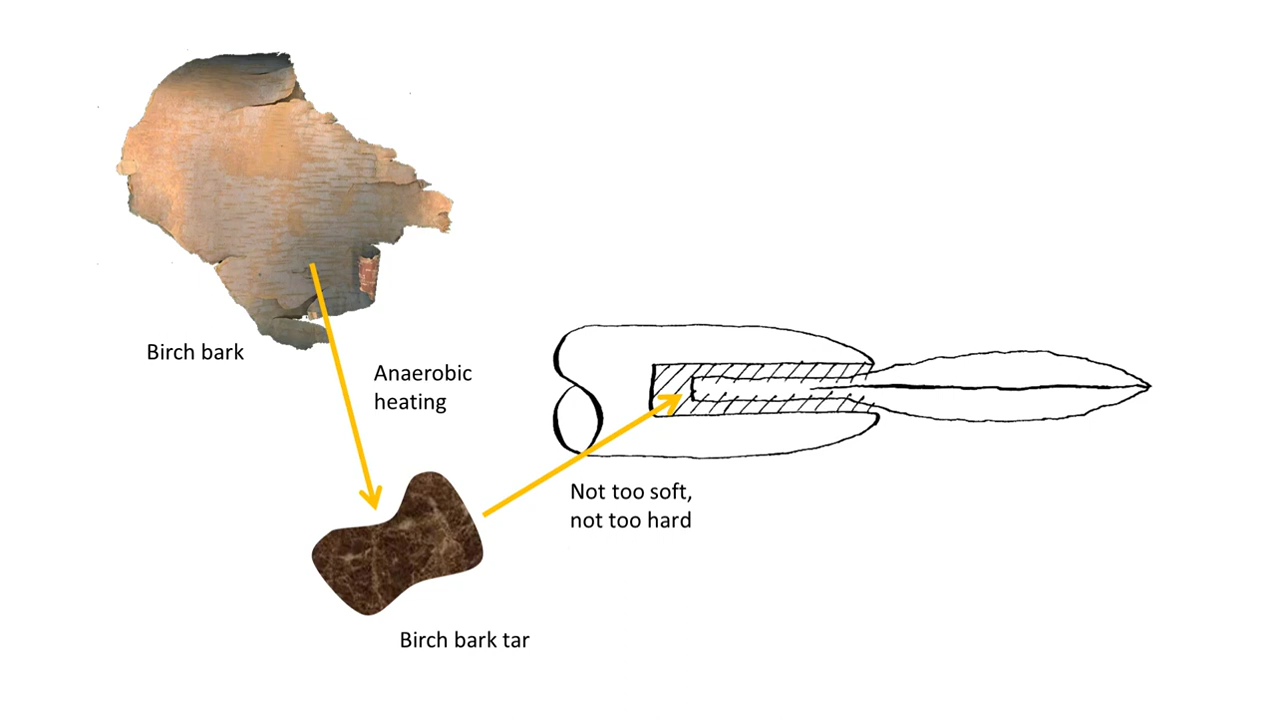 Birch bark
Anaerobic
heating
Not too soft,
not too hard
Birch bark tar